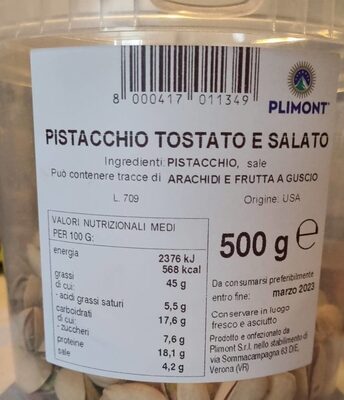 8 000417 011349
PLIMONT
PISTACCHIO TOSTATO E SALATO
Ingredienti: PISTACCHIO, sale
Può contenere tracce di ARACHIDI E FRUTTA A GUSCIO
L. 709
Origine: USA
VALORI NUTRIZIONALI MEDI
PER 100 G:
energia 2376 kJ
568 kcal
grassi 45 g
di cui:
- acidi grassi saturi 5,5 g
carboidrati 17,6 g
di cui:
- zuccheri 7,6 g
proteine 18,1 g
sale 4,2 g
500 g e
Da consumarsi preferibilmente
entro fine: marzo 2023
Conservare in luogo
fresco e asciutto
Prodotto e confezionato da
Plimont S.r.l. nello stabilimento di
via Sommacampagna 63 D/E,
Verona (VR)